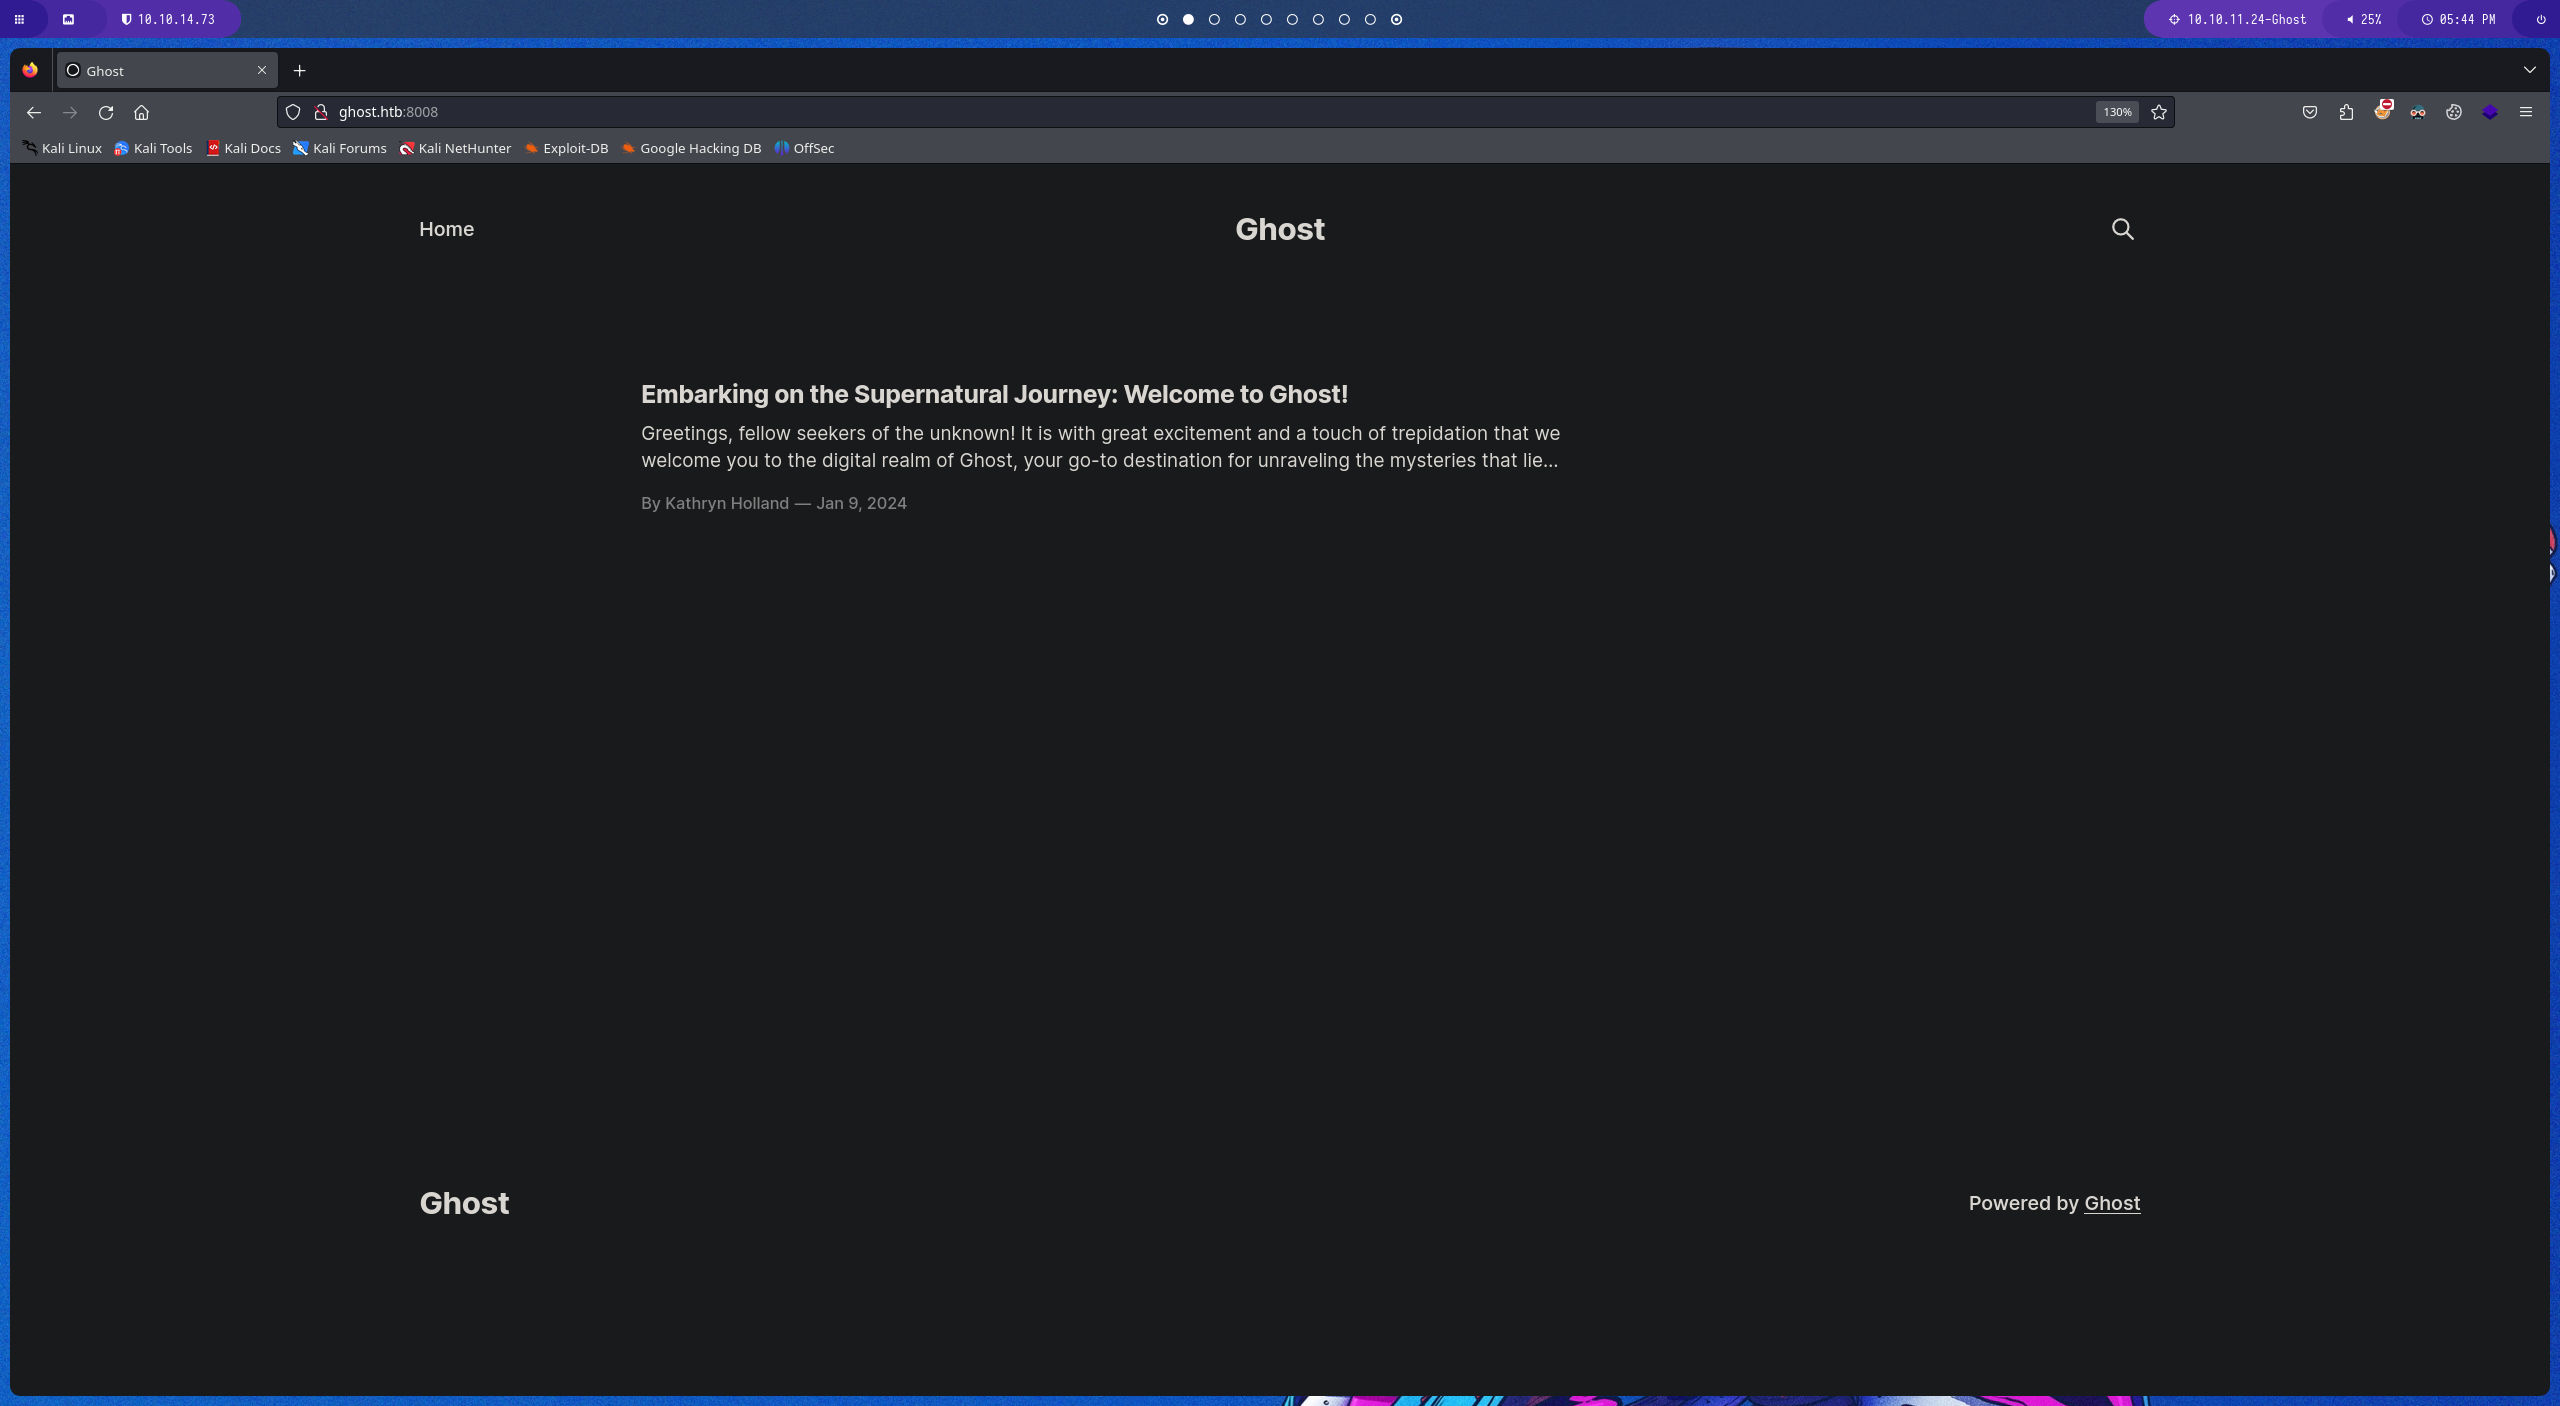 10.10.14.73
10.10.11.24-Ghost 25% 05:44 PM
Ghost
ghost.htb:8008 130%
Kali Linux Kali Tools Kali Docs Kali Forums Kali NetHunter Exploit-DB Google Hacking DB OffSec
Home Ghost
Embarking on the Supernatural Journey: Welcome to Ghost!
Greetings, fellow seekers of the unknown! It is with great excitement and a touch of trepidation that we
welcome you to the digital realm of Ghost, your go-to destination for unraveling the mysteries that lie…
By Kathryn Holland — Jan 9, 2024
Ghost Powered by Ghost